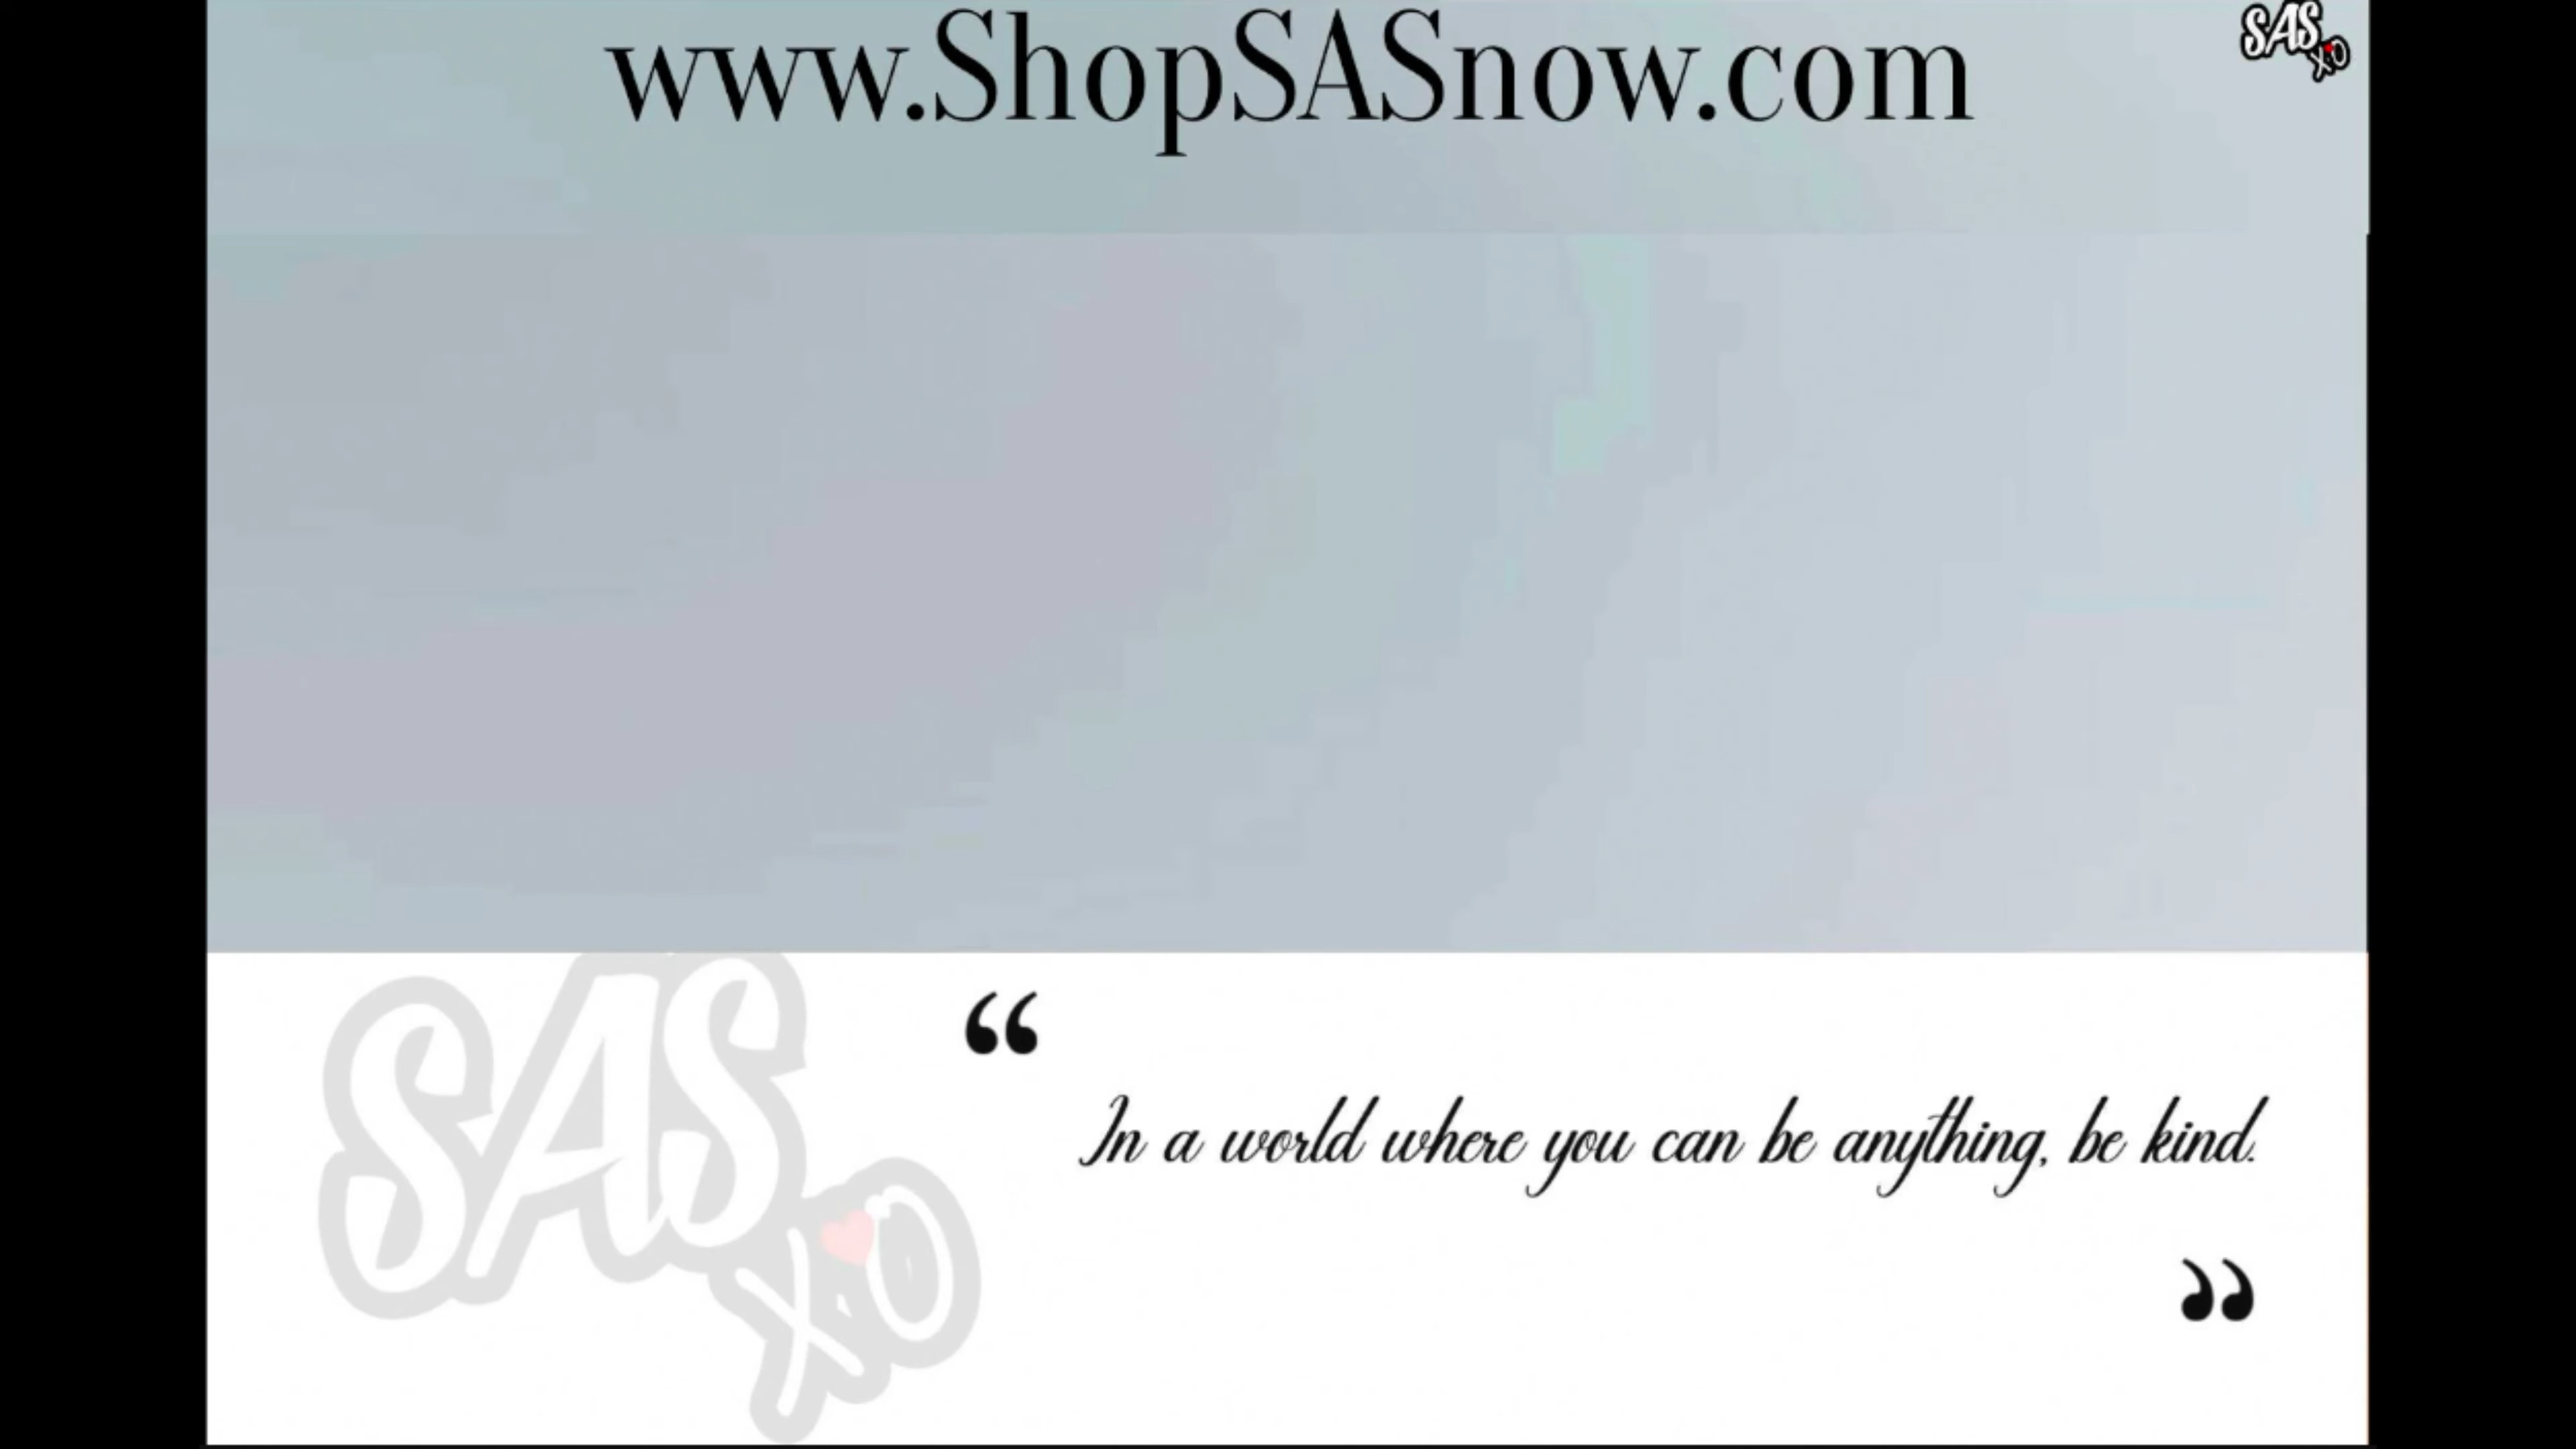 www.ShopSASnow.com
SAS
XO
SAS
XO
“
In a world where you can be anything, be kind.
”